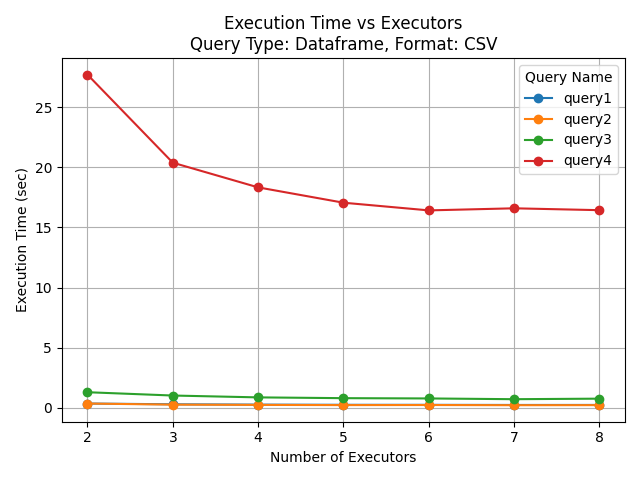 Execution Time vs Executors
Query Type: Dataframe, Format: CSV
Query Name
query1
query2
query3
query4
Execution Time (sec)
25
20
15
10
5
0
2 3 4 5 6 7 8
Number of Executors